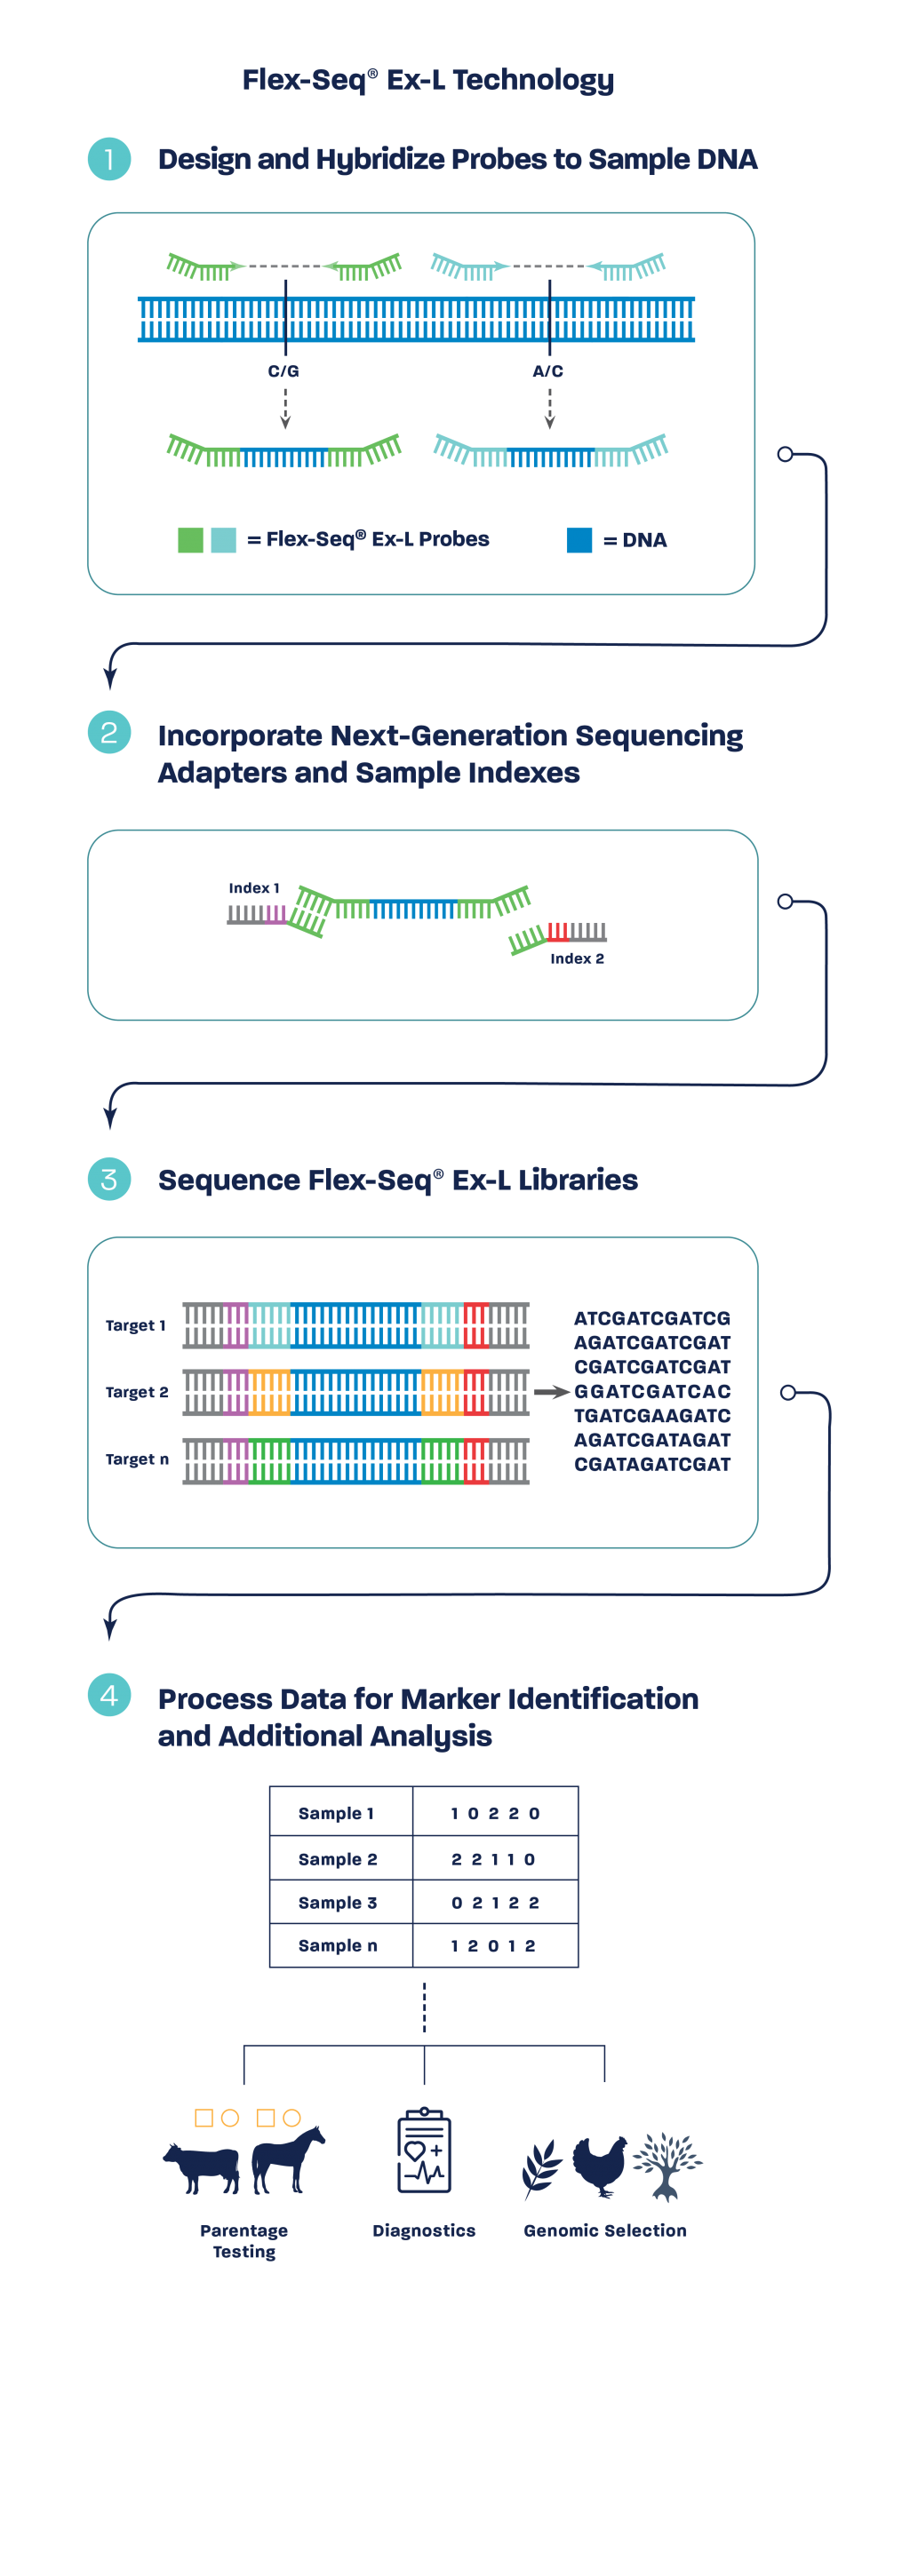 Flex-Seq® Ex-L Technology
1 Design and Hybridize Probes to Sample DNA
C/G A/C
= Flex-Seq® Ex-L Probes = DNA
2 Incorporate Next-Generation Sequencing
Adapters and Sample Indexes
Index 1
Index 2
3 Sequence Flex-Seq® Ex-L Libraries
Target 1
Target 2
Target n
ATCGATCGATCG
AGATCGATCGAT
CGATCGATCGAT
GGATCGATCAC
TGATCGAAGATC
AGATCGATAGAT
CGATAGATCGAT
4 Process Data for Marker Identification
and Additional Analysis
Sample 1 1 0 2 2 0
Sample 2 2 2 1 1 0
Sample 3 0 2 1 2 2
Sample n 1 2 0 1 2
Parentage
Testing
Diagnostics
Genomic Selection